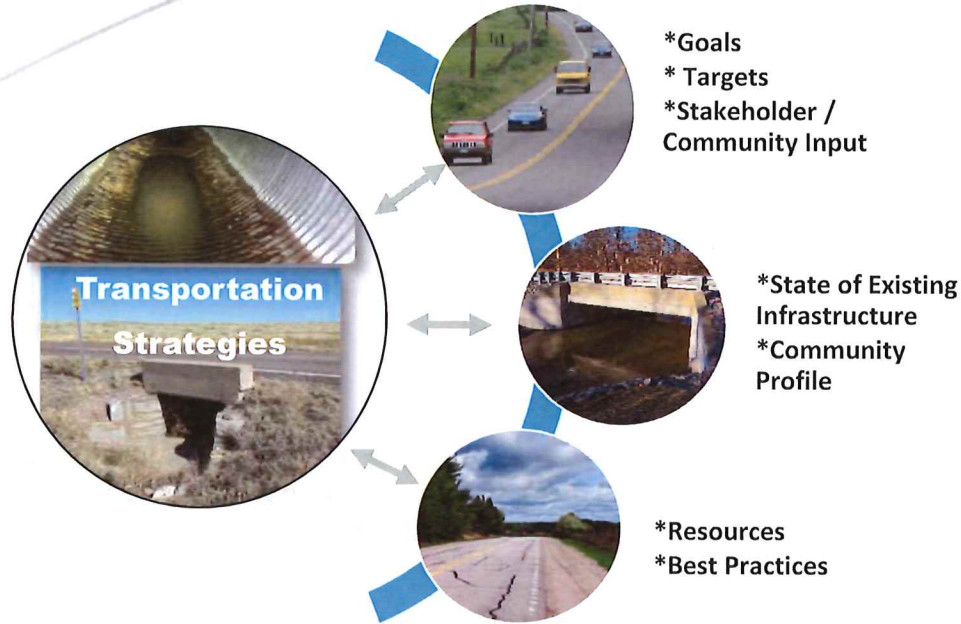 *Goals
* Targets
*Stakeholder /
Community Input
Transportation
Strategies
*State of Existing
Infrastructure
*Community
Profile
*Resources
*Best Practices